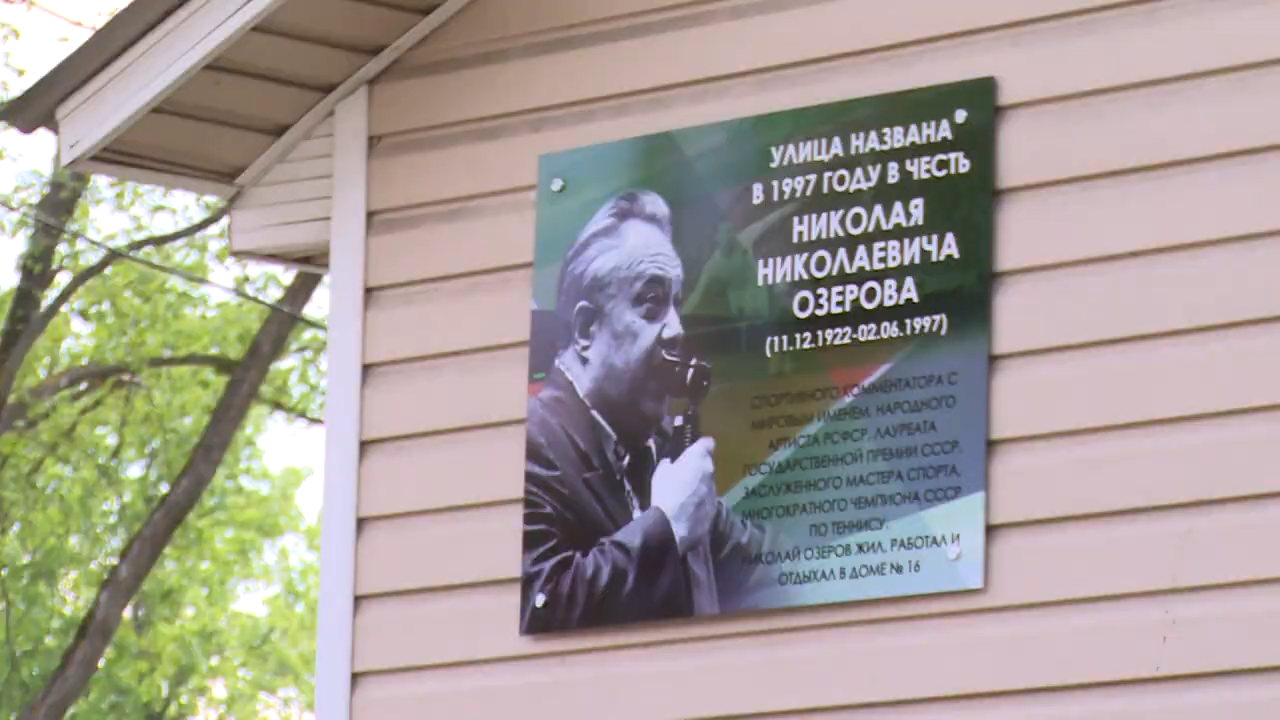 УЛИЦА НАЗВАНА
В 1997 ГОДУ В ЧЕСТЬ
НИКОЛАЯ
НИКОЛАЕВИЧА
ОЗЕРОВА
(11.12.1922-02.06.1997)
СПОРТИВНОГО КОММЕНТАТОРА С
МИРОВЫМ ИМЕНЕМ, НАРОДНОГО
АРТИСТА РСФСР, ЛАУРЕАТА
ГОСУДАРСТВЕННОЙ ПРЕМИИ СССР,
ЗАСЛУЖЕННОГО МАСТЕРА СПОРТА,
МНОГОКРАТНОГО ЧЕМПИОНА СССР
ПО ТЕННИСУ.
НИКОЛАЙ ОЗЕРОВ ЖИЛ, РАБОТАЛ И
ОТДЫХАЛ В ДОМЕ № 16